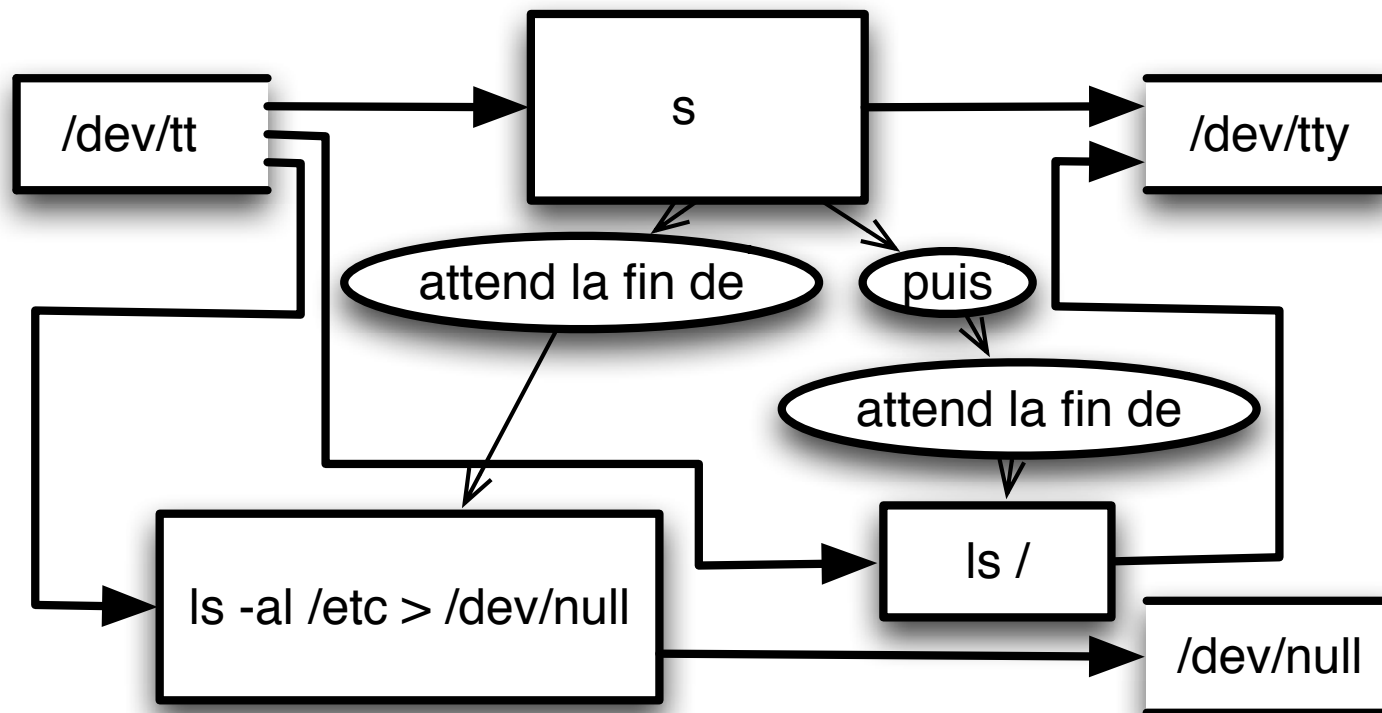 /dev/tt
s
/dev/tty
attend la fin de
puis
attend la fin de
ls -al /etc > /dev/null
ls /
/dev/null